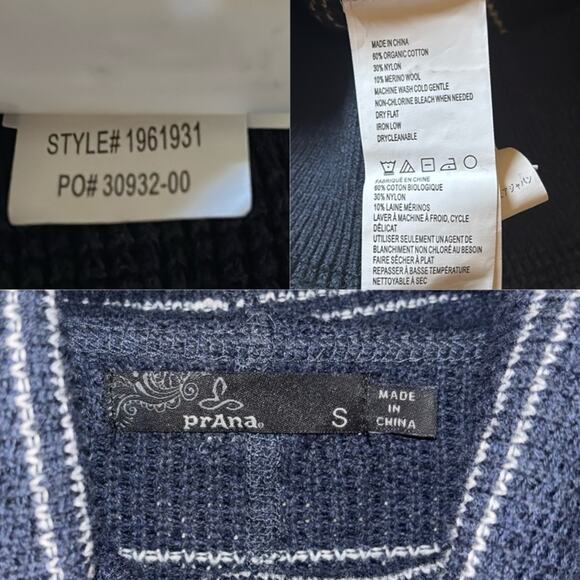 STYLE# 1961931
PO# 30932-00
MADE IN CHINA
60% ORGANIC COTTON
30% NYLON
10% MERINO WOOL
MACHINE WASH COLD GENTLE
NON-CHLORINE BLEACH WHEN NEEDED
DRY FLAT
IRON LOW
DRYCLEANABLE
FABRIQUÉ EN CHINE
60% COTON BIOLOGIQUE
30% NYLON
10% LAINE MÉRINOS
LAVER À MACHINE À FROID, CYCLE
DÉLICAT
UTILISER SEULEMENT UN AGENT DE
BLANCHIMENT NON CHLORÉ AU BESOIN
FAIRE SÉCHER À PLAT
REPASSER À BASSE TEMPÉRATURE
NETTOYABLE À SEC
prAna®
S
MADE
IN
CHINA